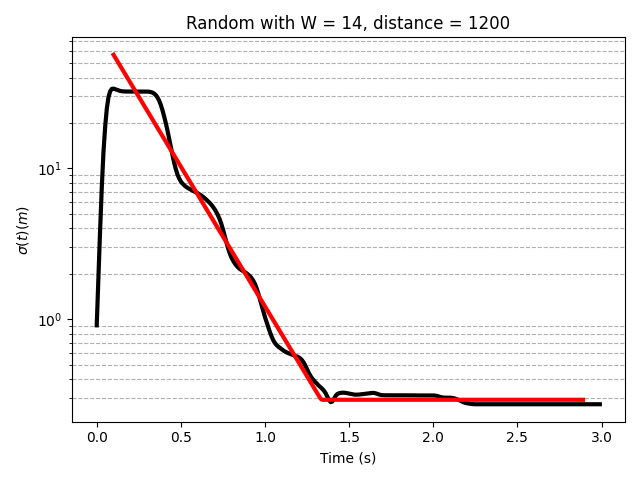 Random with W = 14, distance = 1200
σ(t)(m)
10¹
10⁰
0.0 0.5 1.0 1.5 2.0 2.5 3.0
Time (s)